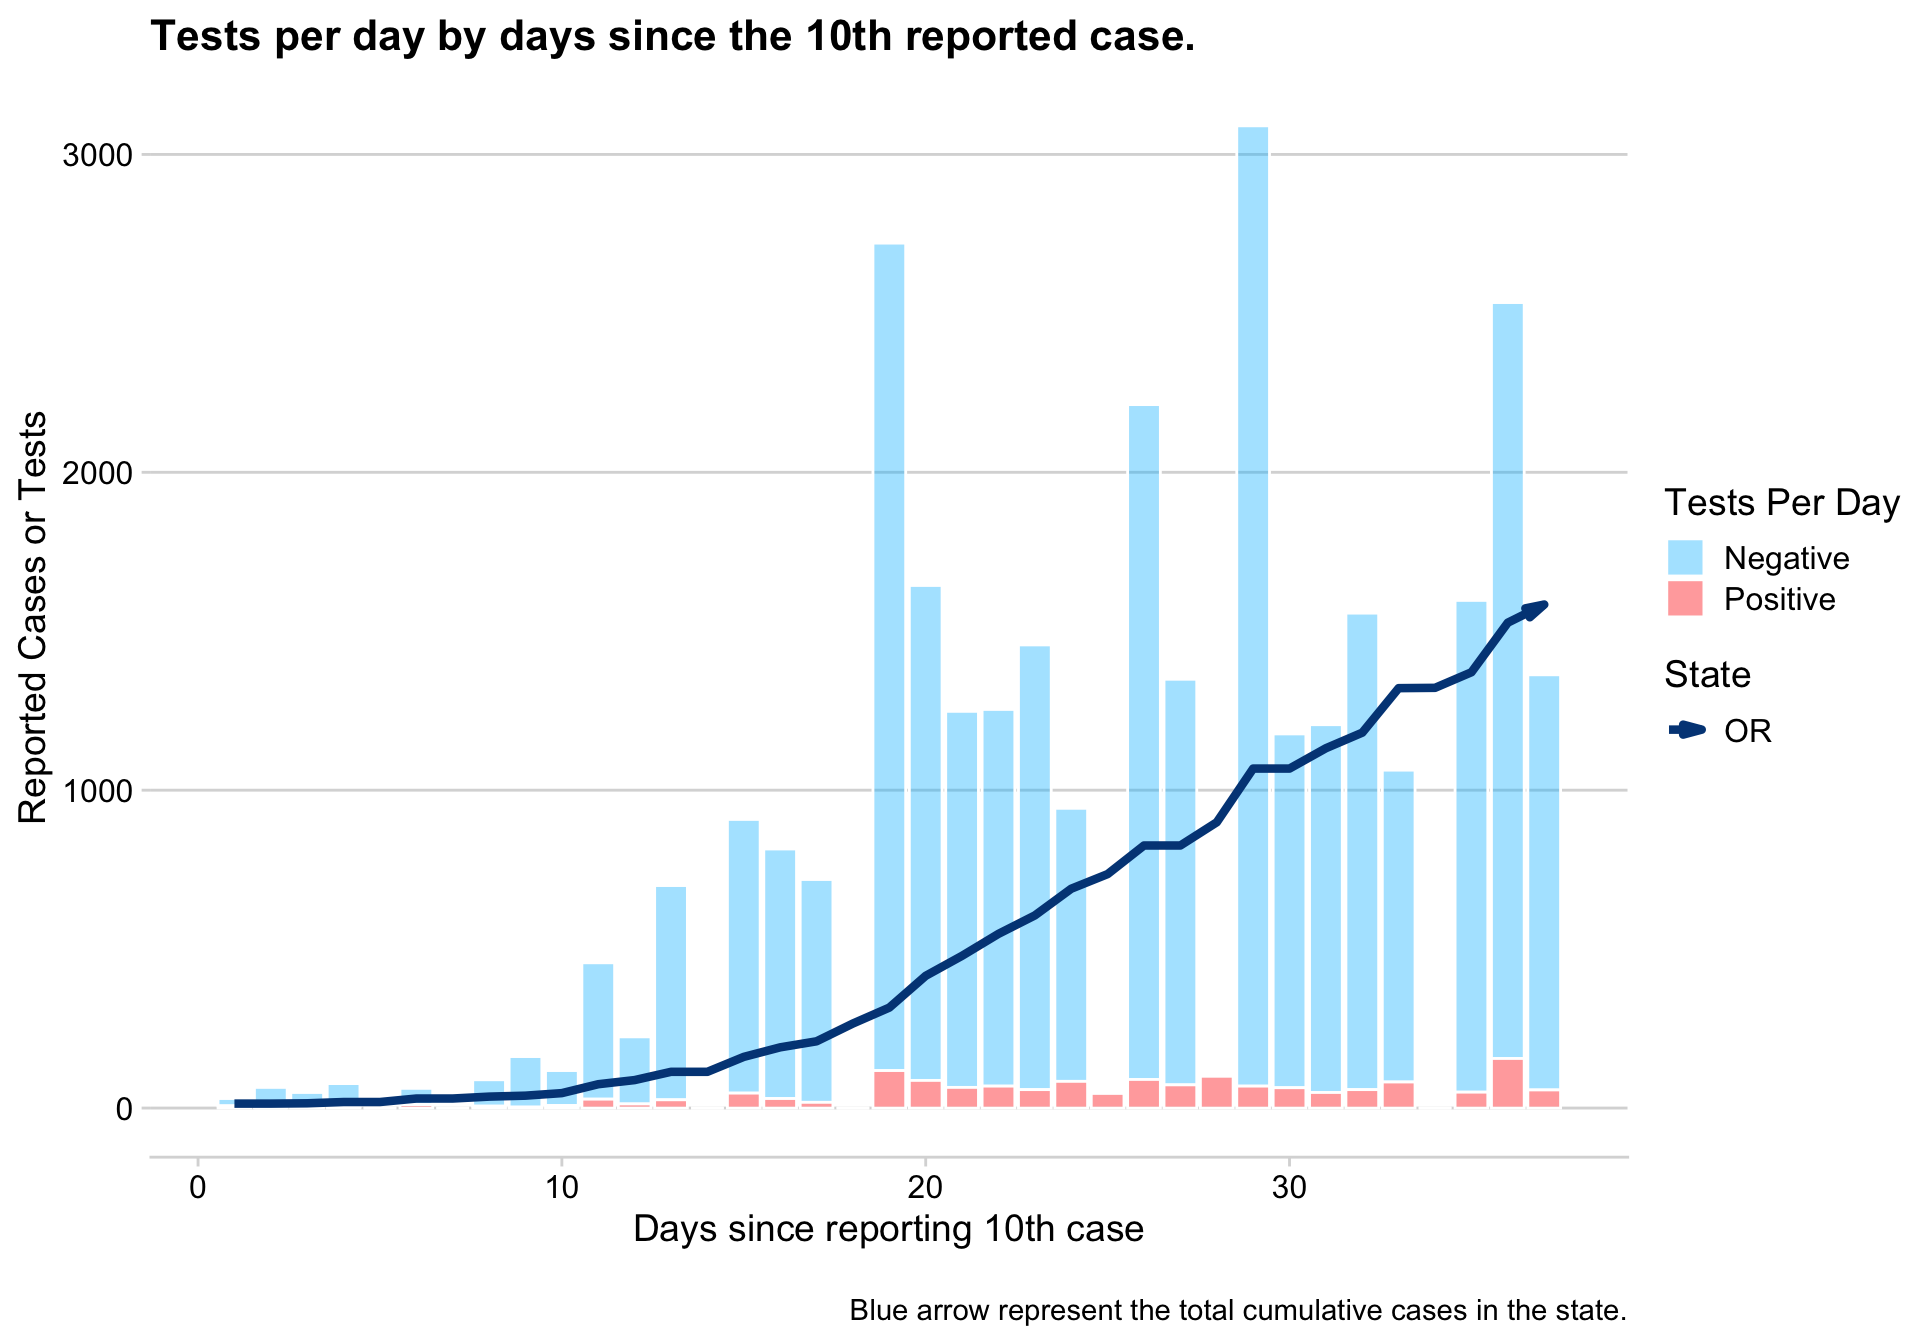 Tests per day by days since the 10th reported case.
Reported Cases or Tests
3000
2000
1000
0
0 10 20 30
Days since reporting 10th case
Tests Per Day
Negative
Positive
State
OR
Blue arrow represent the total cumulative cases in the state.